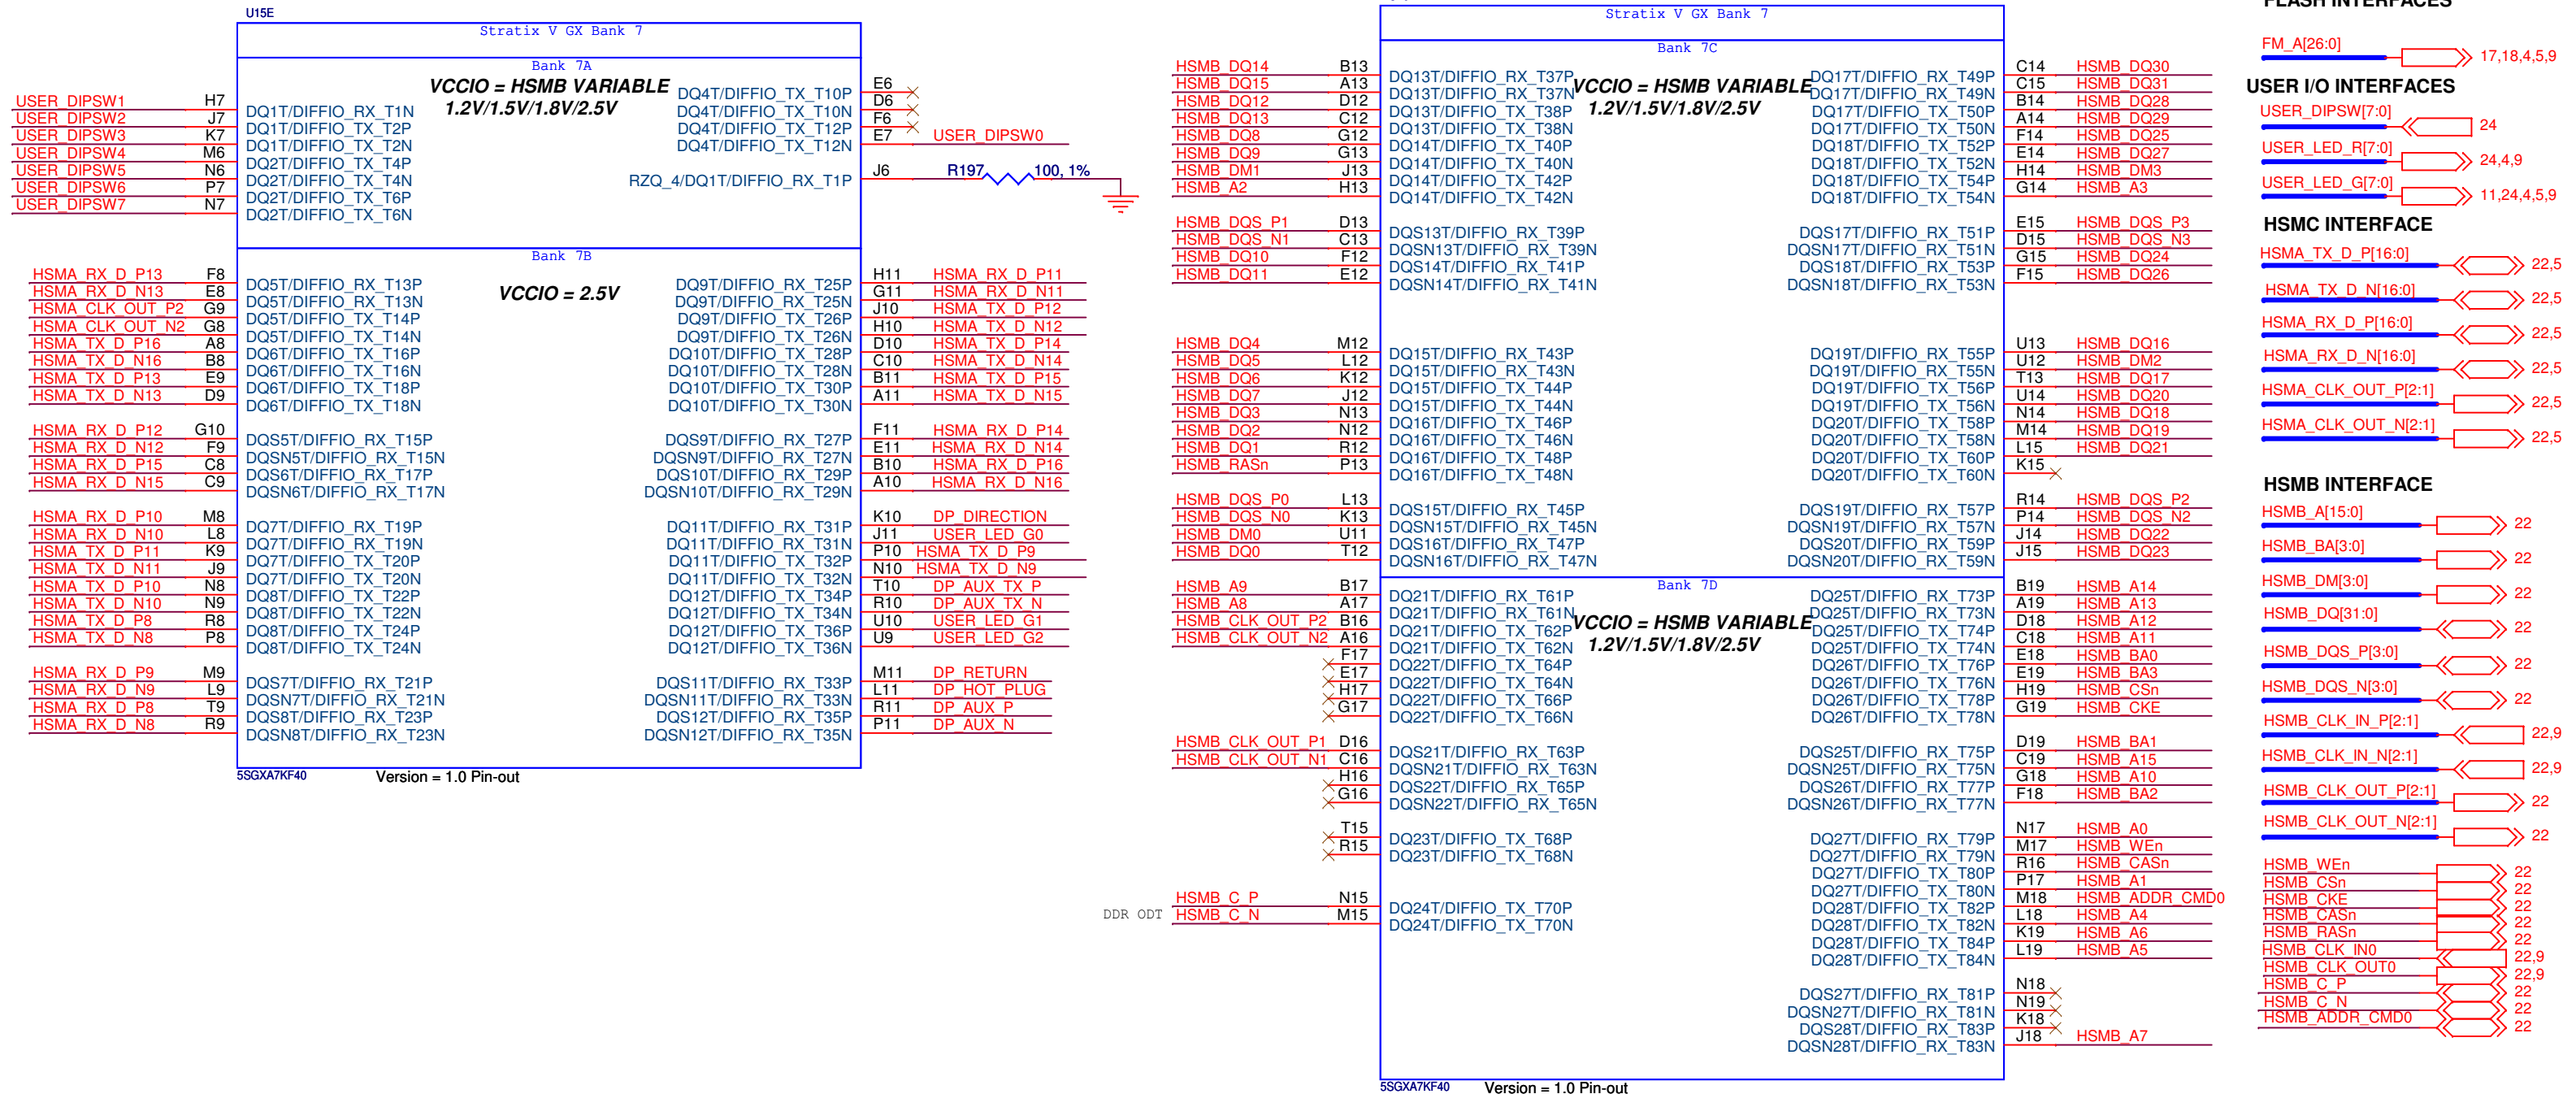 U15E
Stratix V GX Bank 7
Bank 7A
VCCIO = HSMB VARIABLE
1.2V/1.5V/1.8V/2.5V
USER_DIPSW1 H7 DQ1T/DIFFIO_RX_T1N
USER_DIPSW2 J7 DQ1T/DIFFIO_TX_T2P
USER_DIPSW3 K7 DQ1T/DIFFIO_TX_T2N
USER_DIPSW4 M6 DQ2T/DIFFIO_TX_T4P
USER_DIPSW5 N6 DQ2T/DIFFIO_TX_T4N
USER_DIPSW6 P7 DQ2T/DIFFIO_TX_T6P
USER_DIPSW7 N7 DQ2T/DIFFIO_TX_T6N
DQ4T/DIFFIO_TX_T10P E6
DQ4T/DIFFIO_TX_T10N D6
DQ4T/DIFFIO_TX_T12P F6
DQ4T/DIFFIO_TX_T12N E7 USER_DIPSW0
RZQ_4/DQ1T/DIFFIO_RX_T1P J6 R197 100, 1%
Bank 7B
VCCIO = 2.5V
HSMA_RX_D_P13 F8 DQ5T/DIFFIO_RX_T13P
HSMA_RX_D_N13 E8 DQ5T/DIFFIO_RX_T13N
HSMA_CLK_OUT_P2 G9 DQ5T/DIFFIO_TX_T14P
HSMA_CLK_OUT_N2 G8 DQ5T/DIFFIO_TX_T14N
HSMA_TX_D_P16 A8 DQ6T/DIFFIO_TX_T16P
HSMA_TX_D_N16 B8 DQ6T/DIFFIO_TX_T16N
HSMA_TX_D_P13 E9 DQ6T/DIFFIO_TX_T18P
HSMA_TX_D_N13 D9 DQ6T/DIFFIO_TX_T18N
HSMA_RX_D_P12 G10 DQS5T/DIFFIO_RX_T15P
HSMA_RX_D_N12 F9 DQSN5T/DIFFIO_RX_T15N
HSMA_RX_D_P15 C8 DQS6T/DIFFIO_RX_T17P
HSMA_RX_D_N15 C9 DQSN6T/DIFFIO_RX_T17N
HSMA_RX_D_P10 M8 DQ7T/DIFFIO_RX_T19P
HSMA_RX_D_N10 L8 DQ7T/DIFFIO_RX_T19N
HSMA_TX_D_P11 K9 DQ7T/DIFFIO_TX_T20P
HSMA_TX_D_N11 J9 DQ7T/DIFFIO_TX_T20N
HSMA_TX_D_P10 N8 DQ8T/DIFFIO_TX_T22P
HSMA_TX_D_N10 N9 DQ8T/DIFFIO_TX_T22N
HSMA_TX_D_P8 R8 DQ8T/DIFFIO_TX_T24P
HSMA_TX_D_N8 P8 DQ8T/DIFFIO_TX_T24N
HSMA_RX_D_P9 M9 DQS7T/DIFFIO_RX_T21P
HSMA_RX_D_N9 L9 DQSN7T/DIFFIO_RX_T21N
HSMA_RX_D_P8 T9 DQS8T/DIFFIO_RX_T23P
HSMA_RX_D_N8 R9 DQSN8T/DIFFIO_RX_T23N
DQ9T/DIFFIO_RX_T25P H11 HSMA_RX_D_P11
DQ9T/DIFFIO_RX_T25N G11 HSMA_RX_D_N11
DQ9T/DIFFIO_TX_T26P J10 HSMA_TX_D_P12
DQ9T/DIFFIO_TX_T26N H10 HSMA_TX_D_N12
DQ10T/DIFFIO_TX_T28P D10 HSMA_TX_D_P14
DQ10T/DIFFIO_TX_T28N C10 HSMA_TX_D_N14
DQ10T/DIFFIO_TX_T30P B11 HSMA_TX_D_P15
DQ10T/DIFFIO_TX_T30N A11 HSMA_TX_D_N15
DQS9T/DIFFIO_RX_T27P F11 HSMA_RX_D_P14
DQSN9T/DIFFIO_RX_T27N E11 HSMA_RX_D_N14
DQS10T/DIFFIO_RX_T29P B10 HSMA_RX_D_P16
DQSN10T/DIFFIO_RX_T29N A10 HSMA_RX_D_N16
DQ11T/DIFFIO_RX_T31P K10 DP_DIRECTION
DQ11T/DIFFIO_RX_T31N J11 USER_LED_G0
DQ11T/DIFFIO_TX_T32P P10 HSMA_TX_D_P9
DQ11T/DIFFIO_TX_T32N N10 HSMA_TX_D_N9
DQ12T/DIFFIO_TX_T34P T10 DP_AUX_TX_P
DQ12T/DIFFIO_TX_T34N R10 DP_AUX_TX_N
DQ12T/DIFFIO_TX_T36P U10 USER_LED_G1
DQ12T/DIFFIO_TX_T36N U9 USER_LED_G2
DQS11T/DIFFIO_RX_T33P M11 DP_RETURN
DQSN11T/DIFFIO_RX_T33N L11 DP_HOT_PLUG
DQS12T/DIFFIO_RX_T35P R11 DP_AUX_P
DQSN12T/DIFFIO_RX_T35N P11 DP_AUX_N
5SGXA7KF40 Version = 1.0 Pin-out
Stratix V GX Bank 7
Bank 7C
VCCIO = HSMB VARIABLE
1.2V/1.5V/1.8V/2.5V
HSMB_DQ14 B13 DQ13T/DIFFIO_RX_T37P
HSMB_DQ15 A13 DQ13T/DIFFIO_RX_T37N
HSMB_DQ12 D12 DQ13T/DIFFIO_TX_T38P
HSMB_DQ13 C12 DQ13T/DIFFIO_TX_T38N
HSMB_DQ8 G12 DQ14T/DIFFIO_TX_T40P
HSMB_DQ9 G13 DQ14T/DIFFIO_TX_T40N
HSMB_DM1 J13 DQ14T/DIFFIO_TX_T42P
HSMB_A2 H13 DQ14T/DIFFIO_TX_T42N
HSMB_DQS_P1 D13 DQS13T/DIFFIO_RX_T39P
HSMB_DQS_N1 C13 DQSN13T/DIFFIO_RX_T39N
HSMB_DQ10 F12 DQS14T/DIFFIO_RX_T41P
HSMB_DQ11 E12 DQSN14T/DIFFIO_RX_T41N
HSMB_DQ4 M12 DQ15T/DIFFIO_RX_T43P
HSMB_DQ5 L12 DQ15T/DIFFIO_RX_T43N
HSMB_DQ6 K12 DQ15T/DIFFIO_TX_T44P
HSMB_DQ7 J12 DQ15T/DIFFIO_TX_T44N
HSMB_DQ3 N13 DQ16T/DIFFIO_TX_T46P
HSMB_DQ2 N12 DQ16T/DIFFIO_TX_T46N
HSMB_DQ1 R12 DQ16T/DIFFIO_TX_T48P
HSMB_RASn P13 DQ16T/DIFFIO_TX_T48N
HSMB_DQS_P0 L13 DQS15T/DIFFIO_RX_T45P
HSMB_DQS_N0 K13 DQSN15T/DIFFIO_RX_T45N
HSMB_DM0 U11 DQS16T/DIFFIO_RX_T47P
HSMB_DQ0 T12 DQSN16T/DIFFIO_RX_T47N
DQ17T/DIFFIO_RX_T49P C14 HSMB_DQ30
DQ17T/DIFFIO_RX_T49N C15 HSMB_DQ31
DQ17T/DIFFIO_TX_T50P B14 HSMB_DQ28
DQ17T/DIFFIO_TX_T50N A14 HSMB_DQ29
DQ18T/DIFFIO_TX_T52P F14 HSMB_DQ25
DQ18T/DIFFIO_TX_T52N E14 HSMB_DQ27
DQ18T/DIFFIO_TX_T54P H14 HSMB_DM3
DQ18T/DIFFIO_TX_T54N G14 HSMB_A3
DQS17T/DIFFIO_RX_T51P E15 HSMB_DQS_P3
DQSN17T/DIFFIO_RX_T51N D15 HSMB_DQS_N3
DQS18T/DIFFIO_RX_T53P G15 HSMB_DQ24
DQSN18T/DIFFIO_RX_T53N F15 HSMB_DQ26
DQ19T/DIFFIO_RX_T55P U13 HSMB_DQ16
DQ19T/DIFFIO_RX_T55N U12 HSMB_DM2
DQ19T/DIFFIO_TX_T56P T13 HSMB_DQ17
DQ19T/DIFFIO_TX_T56N U14 HSMB_DQ20
DQ20T/DIFFIO_TX_T58P N14 HSMB_DQ18
DQ20T/DIFFIO_TX_T58N M14 HSMB_DQ19
DQ20T/DIFFIO_TX_T60P L15 HSMB_DQ21
DQ20T/DIFFIO_TX_T60N K15
DQS19T/DIFFIO_RX_T57P R14 HSMB_DQS_P2
DQSN19T/DIFFIO_RX_T57N P14 HSMB_DQS_N2
DQS20T/DIFFIO_RX_T59P J14 HSMB_DQ22
DQSN20T/DIFFIO_RX_T59N J15 HSMB_DQ23
Bank 7D
VCCIO = HSMB VARIABLE
1.2V/1.5V/1.8V/2.5V
HSMB_A9 B17 DQ21T/DIFFIO_RX_T61P
HSMB_A8 A17 DQ21T/DIFFIO_RX_T61N
HSMB_CLK_OUT_P2 B16 DQ21T/DIFFIO_TX_T62P
HSMB_CLK_OUT_N2 A16 DQ21T/DIFFIO_TX_T62N
F17 DQ22T/DIFFIO_TX_T64P
E17 DQ22T/DIFFIO_TX_T64N
H17 DQ22T/DIFFIO_TX_T66P
G17 DQ22T/DIFFIO_TX_T66N
HSMB_CLK_OUT_P1 D16 DQS21T/DIFFIO_RX_T63P
HSMB_CLK_OUT_N1 C16 DQSN21T/DIFFIO_RX_T63N
H16 DQS22T/DIFFIO_RX_T65P
G16 DQSN22T/DIFFIO_RX_T65N
T15 DQ23T/DIFFIO_TX_T68P
R15 DQ23T/DIFFIO_TX_T68N
DDR ODT
HSMB_C_P N15 DQ24T/DIFFIO_TX_T70P
HSMB_C_N M15 DQ24T/DIFFIO_TX_T70N
DQ25T/DIFFIO_RX_T73P B19 HSMB_A14
DQ25T/DIFFIO_RX_T73N A19 HSMB_A13
DQ25T/DIFFIO_TX_T74P D18 HSMB_A12
DQ25T/DIFFIO_TX_T74N C18 HSMB_A11
DQ26T/DIFFIO_TX_T76P E18 HSMB_BA0
DQ26T/DIFFIO_TX_T76N E19 HSMB_BA3
DQ26T/DIFFIO_TX_T78P H19 HSMB_CSn
DQ26T/DIFFIO_TX_T78N G19 HSMB_CKE
DQS25T/DIFFIO_RX_T75P D19 HSMB_BA1
DQSN25T/DIFFIO_RX_T75N C19 HSMB_A15
DQS26T/DIFFIO_RX_T77P G18 HSMB_A10
DQSN26T/DIFFIO_RX_T77N F18 HSMB_BA2
DQ27T/DIFFIO_RX_T79P N17 HSMB_A0
DQ27T/DIFFIO_RX_T79N M17 HSMB_WEn
DQ27T/DIFFIO_TX_T80P R16 HSMB_CASn
DQ27T/DIFFIO_TX_T80N P17 HSMB_A1
DQ28T/DIFFIO_TX_T82P M18 HSMB_ADDR_CMD0
DQ28T/DIFFIO_TX_T82N L18 HSMB_A4
DQ28T/DIFFIO_TX_T84P K19 HSMB_A6
DQ28T/DIFFIO_TX_T84N L19 HSMB_A5
DQS27T/DIFFIO_RX_T81P N18
DQSN27T/DIFFIO_RX_T81N N19
DQS28T/DIFFIO_RX_T83P K18
DQSN28T/DIFFIO_RX_T83N J18 HSMB_A7
5SGXA7KF40 Version = 1.0 Pin-out
FLASH INTERFACES
FM_A[26:0] 17,18,4,5,9
USER I/O INTERFACES
USER_DIPSW[7:0] 24
USER_LED_R[7:0] 24,4,9
USER_LED_G[7:0] 11,24,4,5,9
HSMC INTERFACE
HSMA_TX_D_P[16:0] 22,5
HSMA_TX_D_N[16:0] 22,5
HSMA_RX_D_P[16:0] 22,5
HSMA_RX_D_N[16:0] 22,5
HSMA_CLK_OUT_P[2:1] 22,5
HSMA_CLK_OUT_N[2:1] 22,5
HSMB INTERFACE
HSMB_A[15:0] 22
HSMB_BA[3:0] 22
HSMB_DM[3:0] 22
HSMB_DQ[31:0] 22
HSMB_DQS_P[3:0] 22
HSMB_DQS_N[3:0] 22
HSMB_CLK_IN_P[2:1] 22,9
HSMB_CLK_IN_N[2:1] 22,9
HSMB_CLK_OUT_P[2:1] 22
HSMB_CLK_OUT_N[2:1] 22
HSMB_WEn 22
HSMB_CSn 22
HSMB_CKE 22
HSMB_CASn 22
HSMB_RASn 22
HSMB_CLK_IN0 22,9
HSMB_CLK_OUT0 22,9
HSMB_C_P 22
HSMB_C_N 22
HSMB_ADDR_CMD0 22